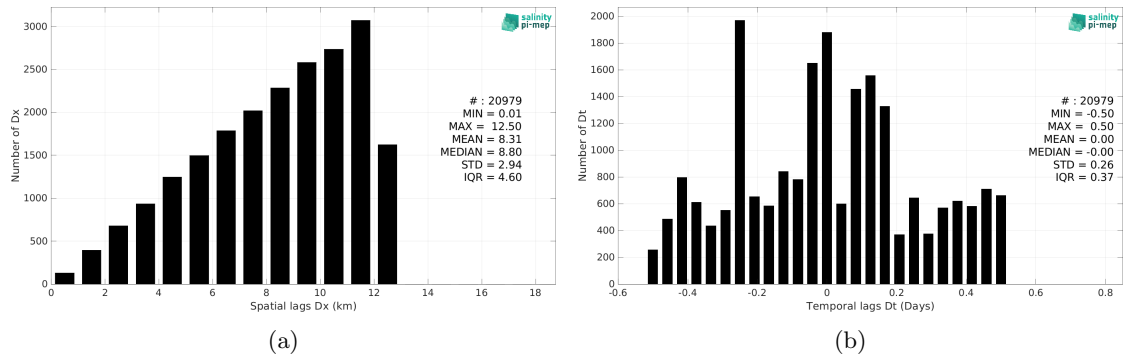 3000
2500
2000
1500
1000
500
0
Number of Dx
0 2 4 6 8 10 12 14 16 18
Spatial lags Dx (km)
salinity
pi-mep
# : 20979
MIN = 0.01
MAX = 12.50
MEAN = 8.31
MEDIAN = 8.80
STD = 2.94
IQR = 4.60
(a)
2000
1800
1600
1400
1200
1000
800
600
400
200
0
Number of Dt
-0.6 -0.4 -0.2 0 0.2 0.4 0.6 0.8
Temporal lags Dt (Days)
salinity
pi-mep
# : 20979
MIN = -0.50
MAX = 0.50
MEAN = 0.00
MEDIAN = -0.00
STD = 0.26
IQR = 0.37
(b)